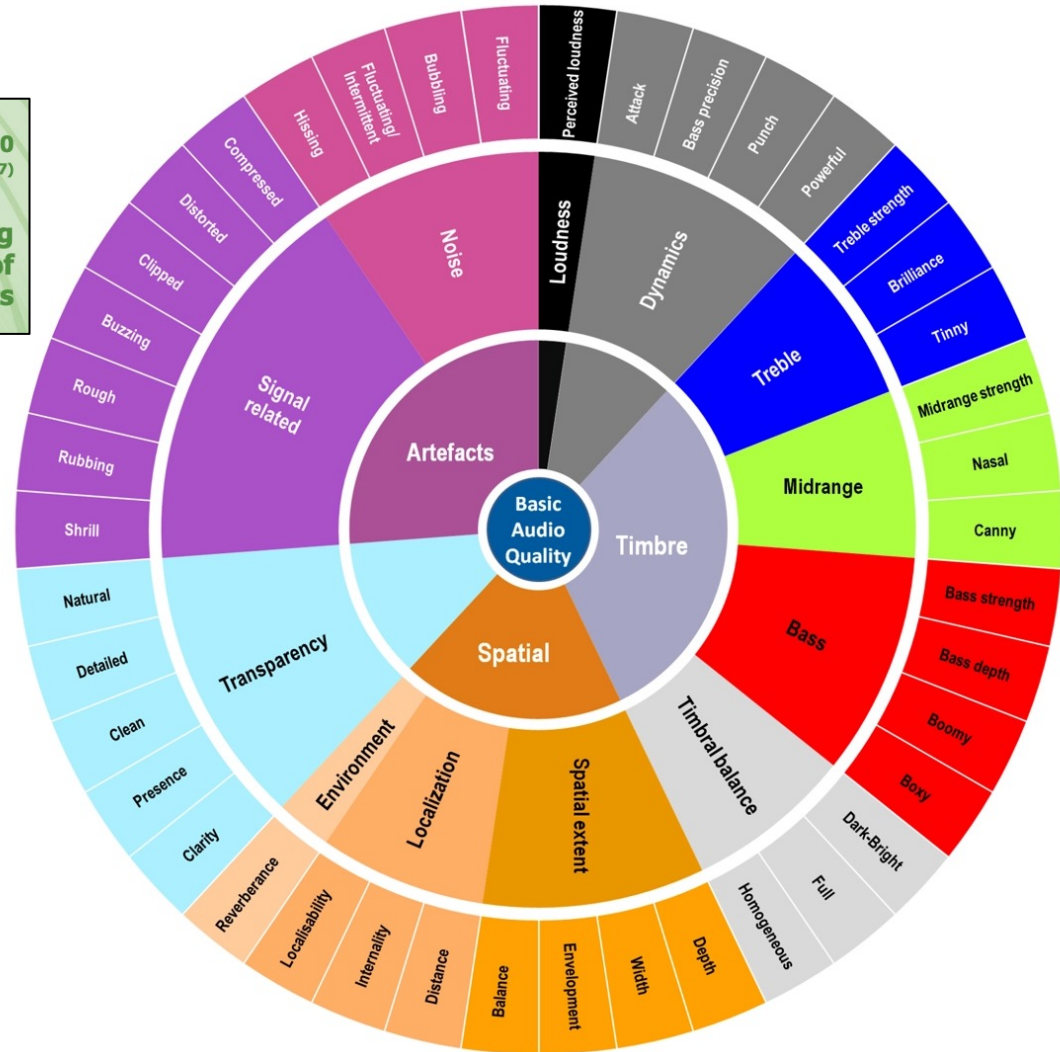 0
7)
g
of
s
Basic
Audio
Quality
Artefacts
Timbre
Spatial
Loudness
Dynamics
Treble
Midrange
Bass
Timbral balance
Spatial extent
Localization
Environment
Transparency
Signal
related
Noise
Perceived loudness
Attack
Bass precision
Punch
Powerful
Treble strength
Brilliance
Tinny
Midrange strength
Nasal
Canny
Bass strength
Bass depth
Boomy
Boxy
Dark-Bright
Full
Homogeneous
Depth
Width
Envelopment
Balance
Distance
Internality
Localisability
Reverberance
Clarity
Presence
Clean
Detailed
Natural
Shrill
Rubbing
Rough
Buzzing
Clipped
Distorted
Compressed
Hissing
Fluctuating/
Intermittent
Bubbling
Fluctuating